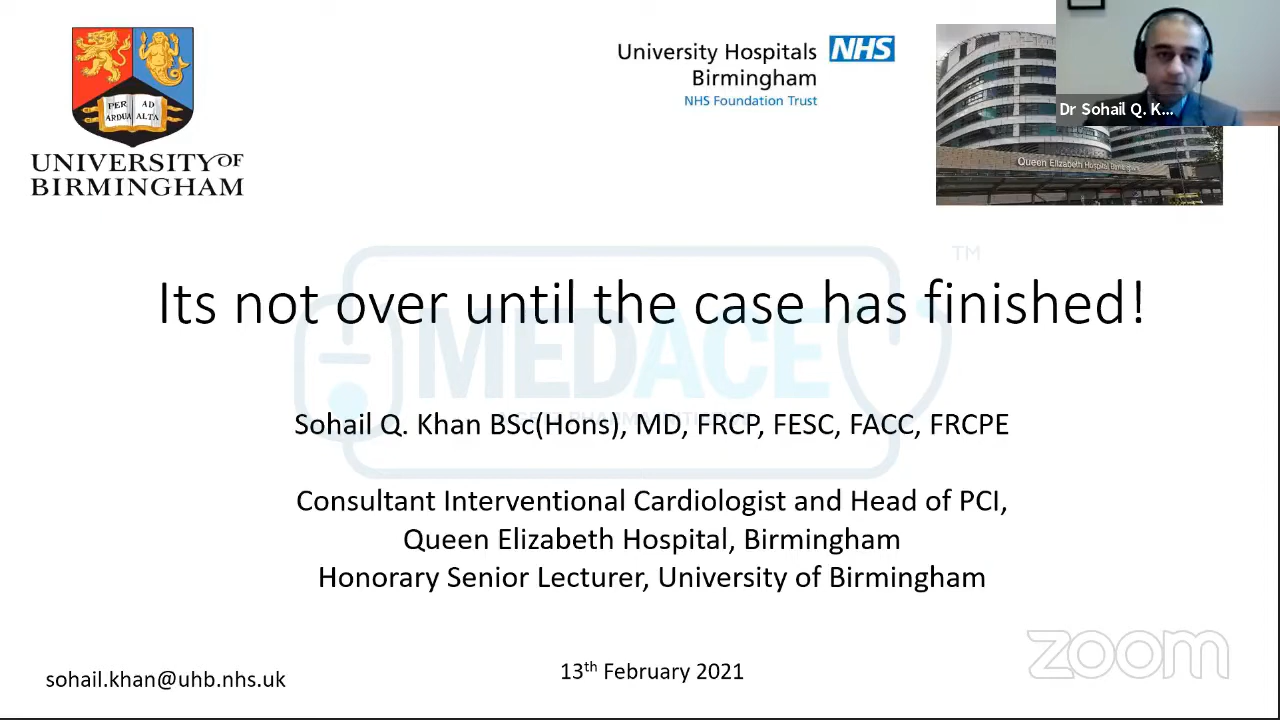 PER AD
ARDUA ALTA
UNIVERSITY OF
BIRMINGHAM
University Hospitals NHS
Birmingham
NHS Foundation Trust
Dr Sohail Q. K...
Queen Elizabeth Hospital Birmingham
TM
Its not over until the case has finished!
MEDACE
Sohail Q. Khan BSc(Hons), MD, FRCP, FESC, FACC, FRCPE
Consultant Interventional Cardiologist and Head of PCI,
Queen Elizabeth Hospital, Birmingham
Honorary Senior Lecturer, University of Birmingham
zoom
sohail.khan@uhb.nhs.uk
13th February 2021